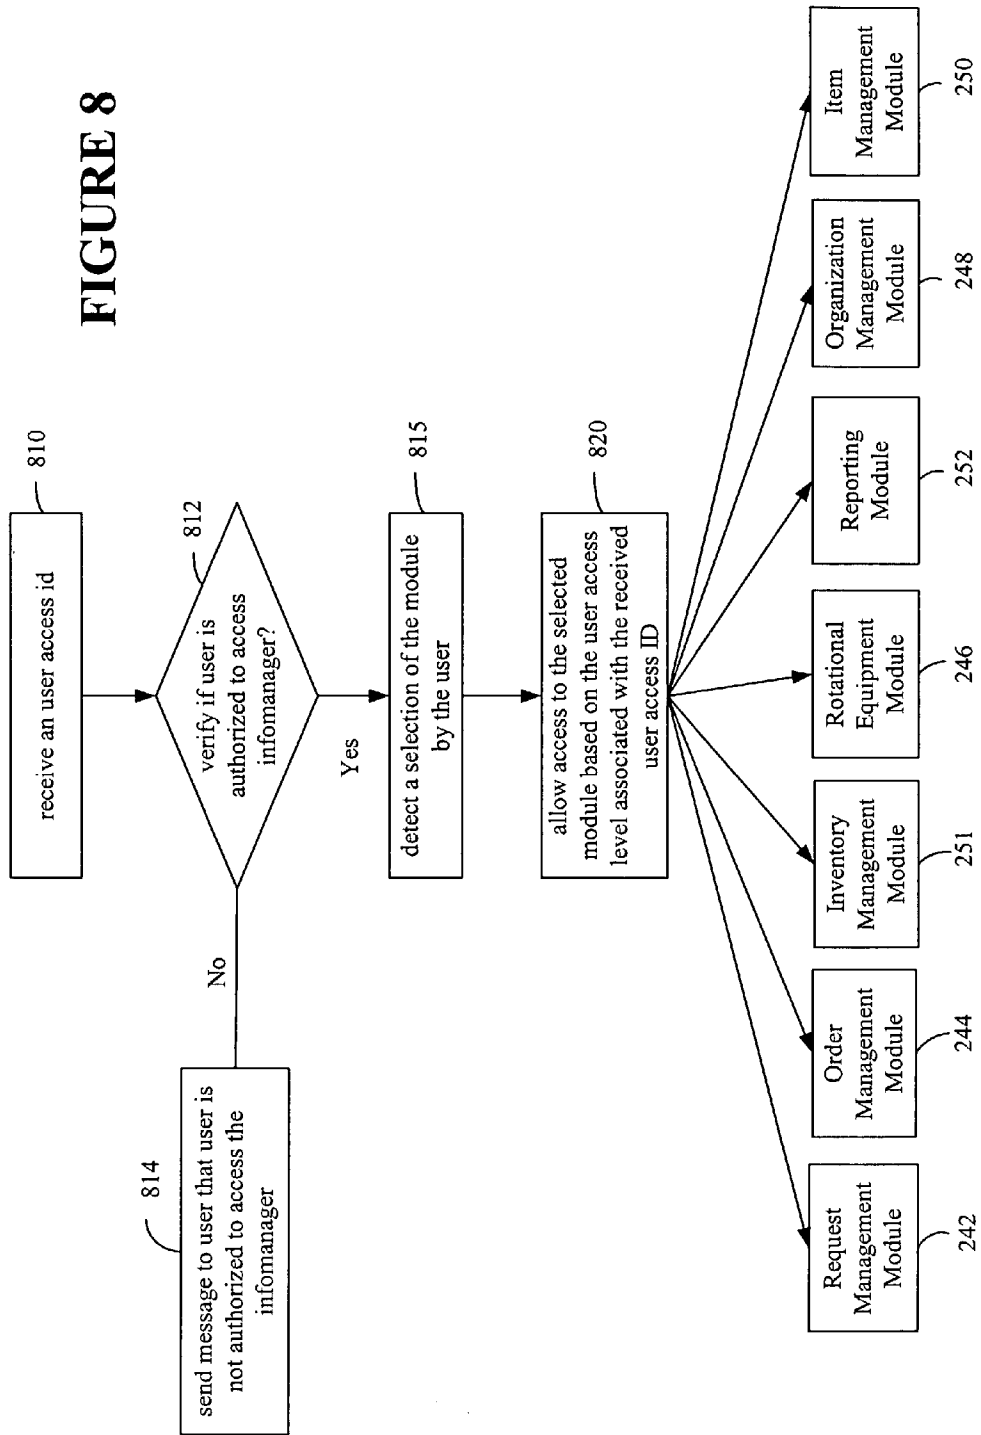 FIGURE 8
810
receive an user access id
812
verify if user is
authorized to access
infomanager?
No
814
send message to user that user is
not authorized to access the
infomanager
Yes
815
detect a selection of the module
by the user
820
allow access to the selected
module based on the user access
level associated with the received
user access ID
Request
Management
Module
242
Order
Management
Module
244
Inventory
Management
Module
251
Rotational
Equipment
Module
246
Reporting
Module
252
Organization
Management
Module
248
Item
Management
Module
250